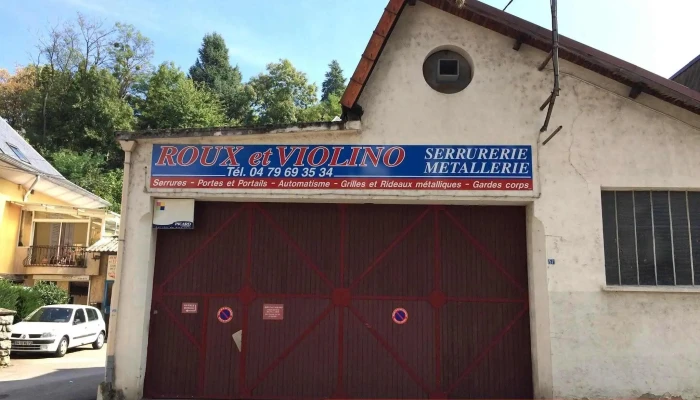 ROUX et VIOLINO
SERRURERIE
METALLERIE
Tél. 04 79 69 35 34
Serrures - Portes et Portails - Automatisme - Grilles et Rideaux métalliques - Gardes corps